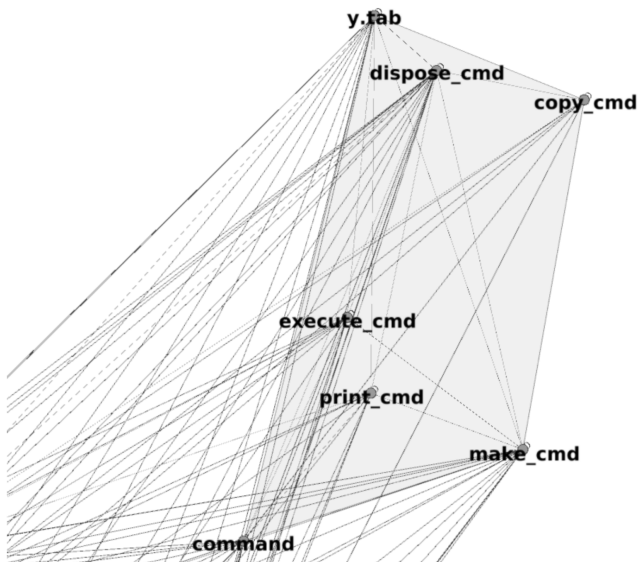 y.tab
dispose_cmd
copy_cmd
execute_cmd
print_cmd
make_cmd
command